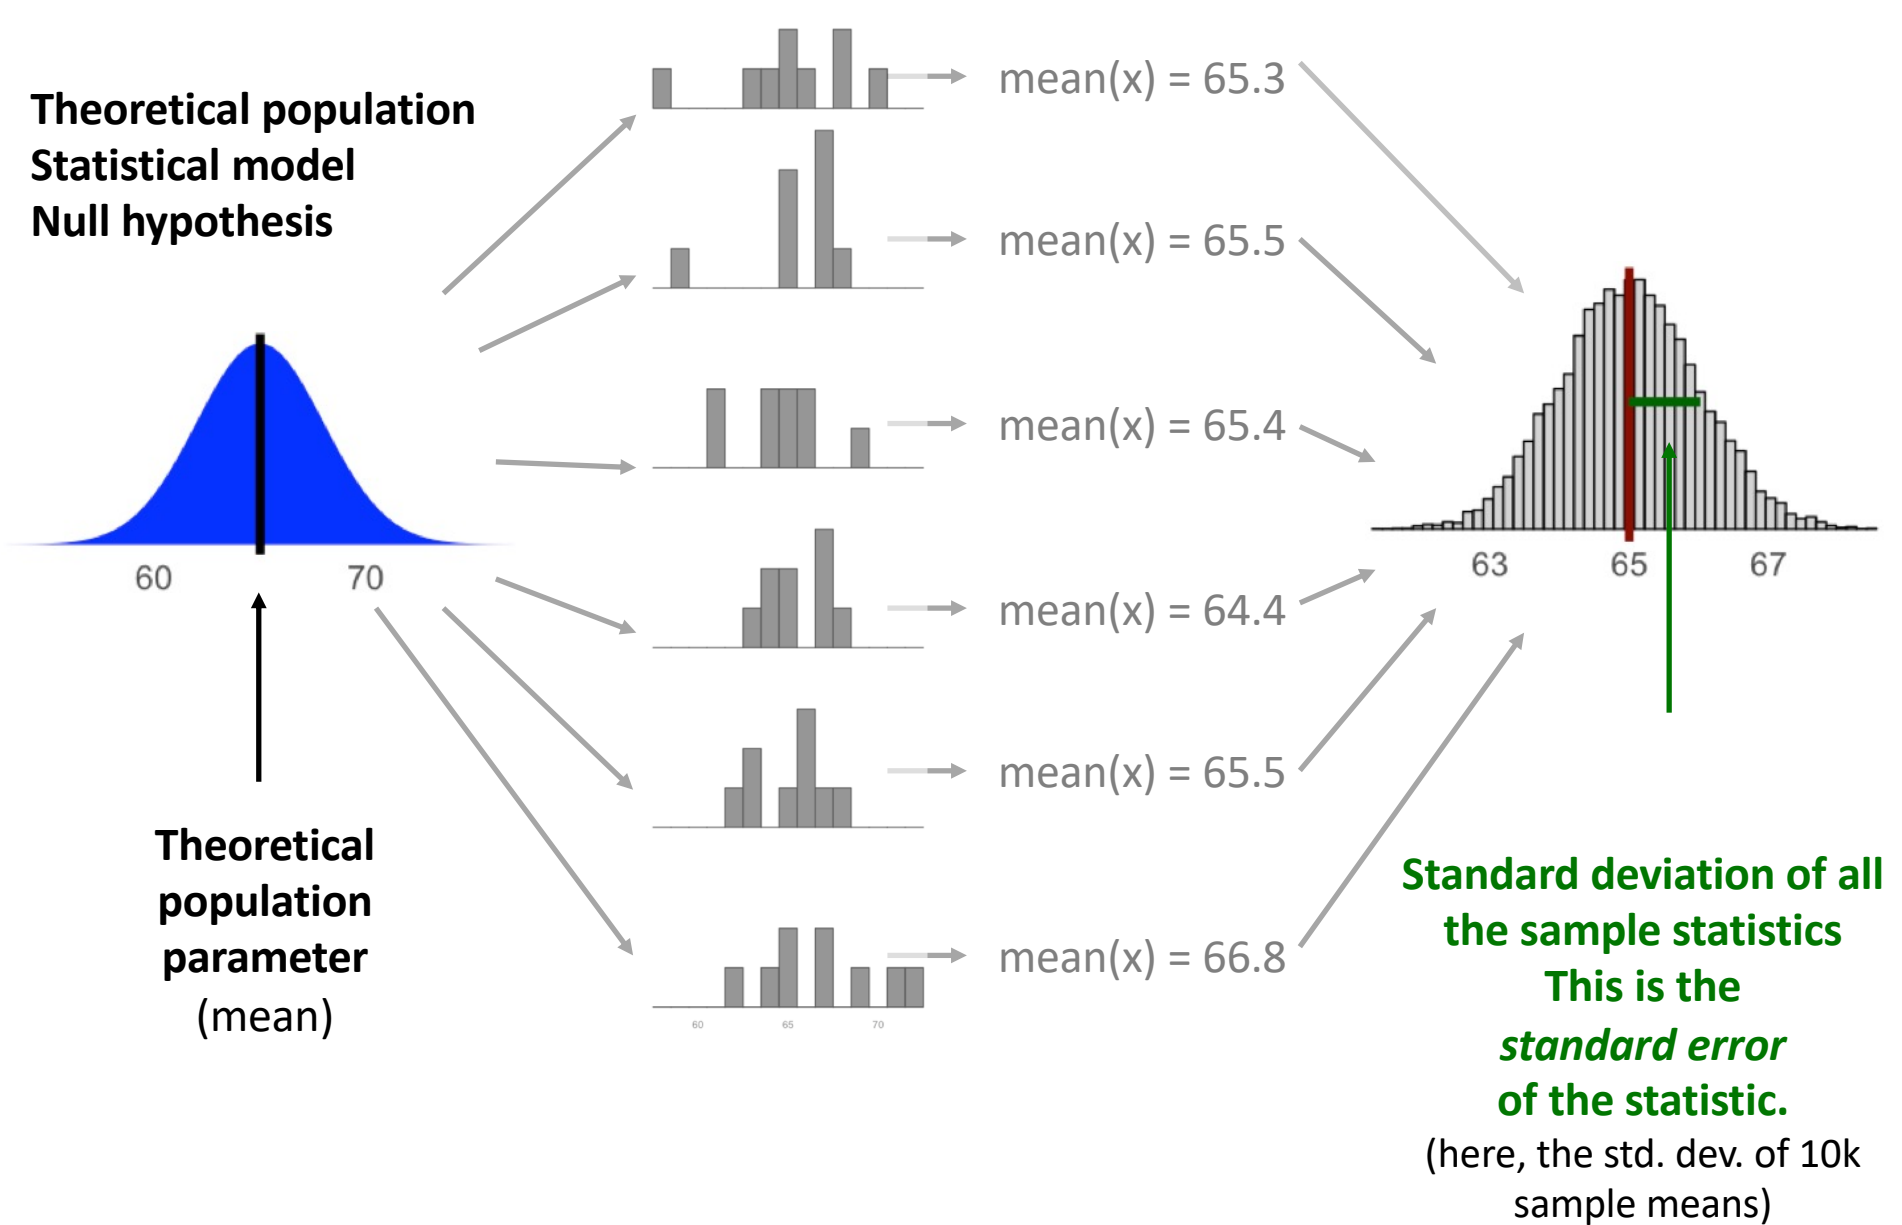 Theoretical population
Statistical model
Null hypothesis
60 70
Theoretical
population
parameter
(mean)
mean(x) = 65.3
mean(x) = 65.5
mean(x) = 65.4
mean(x) = 64.4
mean(x) = 65.5
mean(x) = 66.8
60 65 70
63 65 67
Standard deviation of all
the sample statistics
This is the
standard error
of the statistic.
(here, the std. dev. of 10k
sample means)